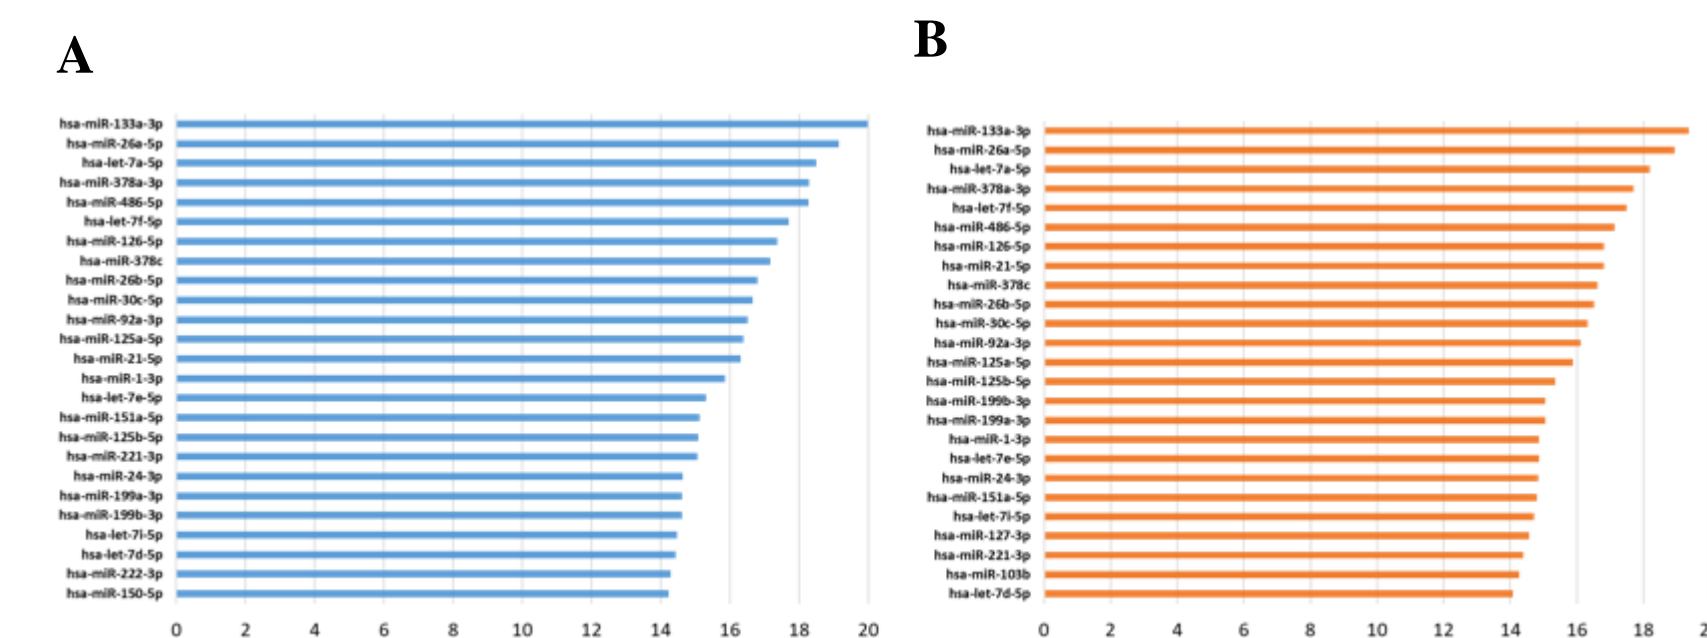 A
hsa-miR-133a-3p
hsa-miR-26a-5p
hsa-let-7a-5p
hsa-miR-378a-3p
hsa-miR-486-5p
hsa-let-7f-5p
hsa-miR-126-5p
hsa-miR-378c
hsa-miR-26b-5p
hsa-miR-30c-5p
hsa-miR-92a-3p
hsa-miR-125a-5p
hsa-miR-21-5p
hsa-miR-1-3p
hsa-let-7e-5p
hsa-miR-151a-5p
hsa-miR-125b-5p
hsa-miR-221-3p
hsa-miR-24-3p
hsa-miR-199a-3p
hsa-miR-199b-3p
hsa-let-7i-5p
hsa-let-7d-5p
hsa-miR-222-3p
hsa-miR-150-5p
0 2 4 6 8 10 12 14 16 18 20
B
hsa-miR-133a-3p
hsa-miR-26a-5p
hsa-let-7a-5p
hsa-miR-378a-3p
hsa-let-7f-5p
hsa-miR-486-5p
hsa-miR-126-5p
hsa-miR-21-5p
hsa-miR-378c
hsa-miR-26b-5p
hsa-miR-30c-5p
hsa-miR-92a-3p
hsa-miR-125a-5p
hsa-miR-125b-5p
hsa-miR-199b-3p
hsa-miR-199a-3p
hsa-miR-1-3p
hsa-let-7e-5p
hsa-miR-24-3p
hsa-miR-151a-5p
hsa-let-7i-5p
hsa-miR-127-3p
hsa-miR-221-3p
hsa-miR-103b
hsa-let-7d-5p
0 2 4 6 8 10 12 14 16 18